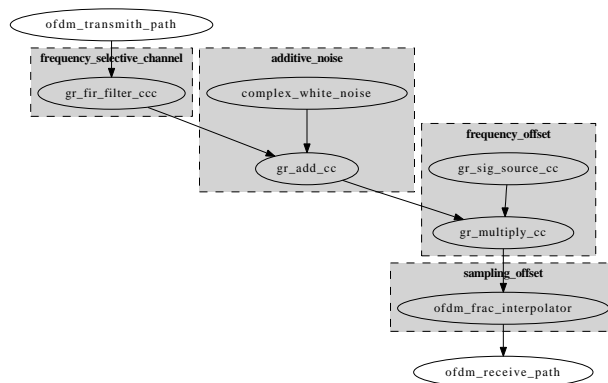 ofdm_transmith_path
frequency_selective_channel
gr_fir_filter_ccc
additive_noise
complex_white_noise
gr_add_cc
frequency_offset
gr_sig_source_cc
gr_multiply_cc
sampling_offset
ofdm_frac_interpolator
ofdm_receive_path